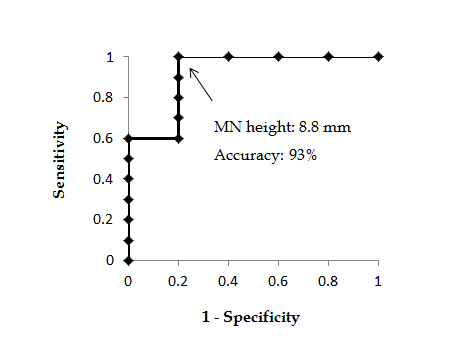 1
0.8
MN height: 8.8 mm
0.6
Accuracy: 93%
Sensitivity
0.4
0.2
0
0 0.2 0.4 0.6 0.8 1
1 - Specificity